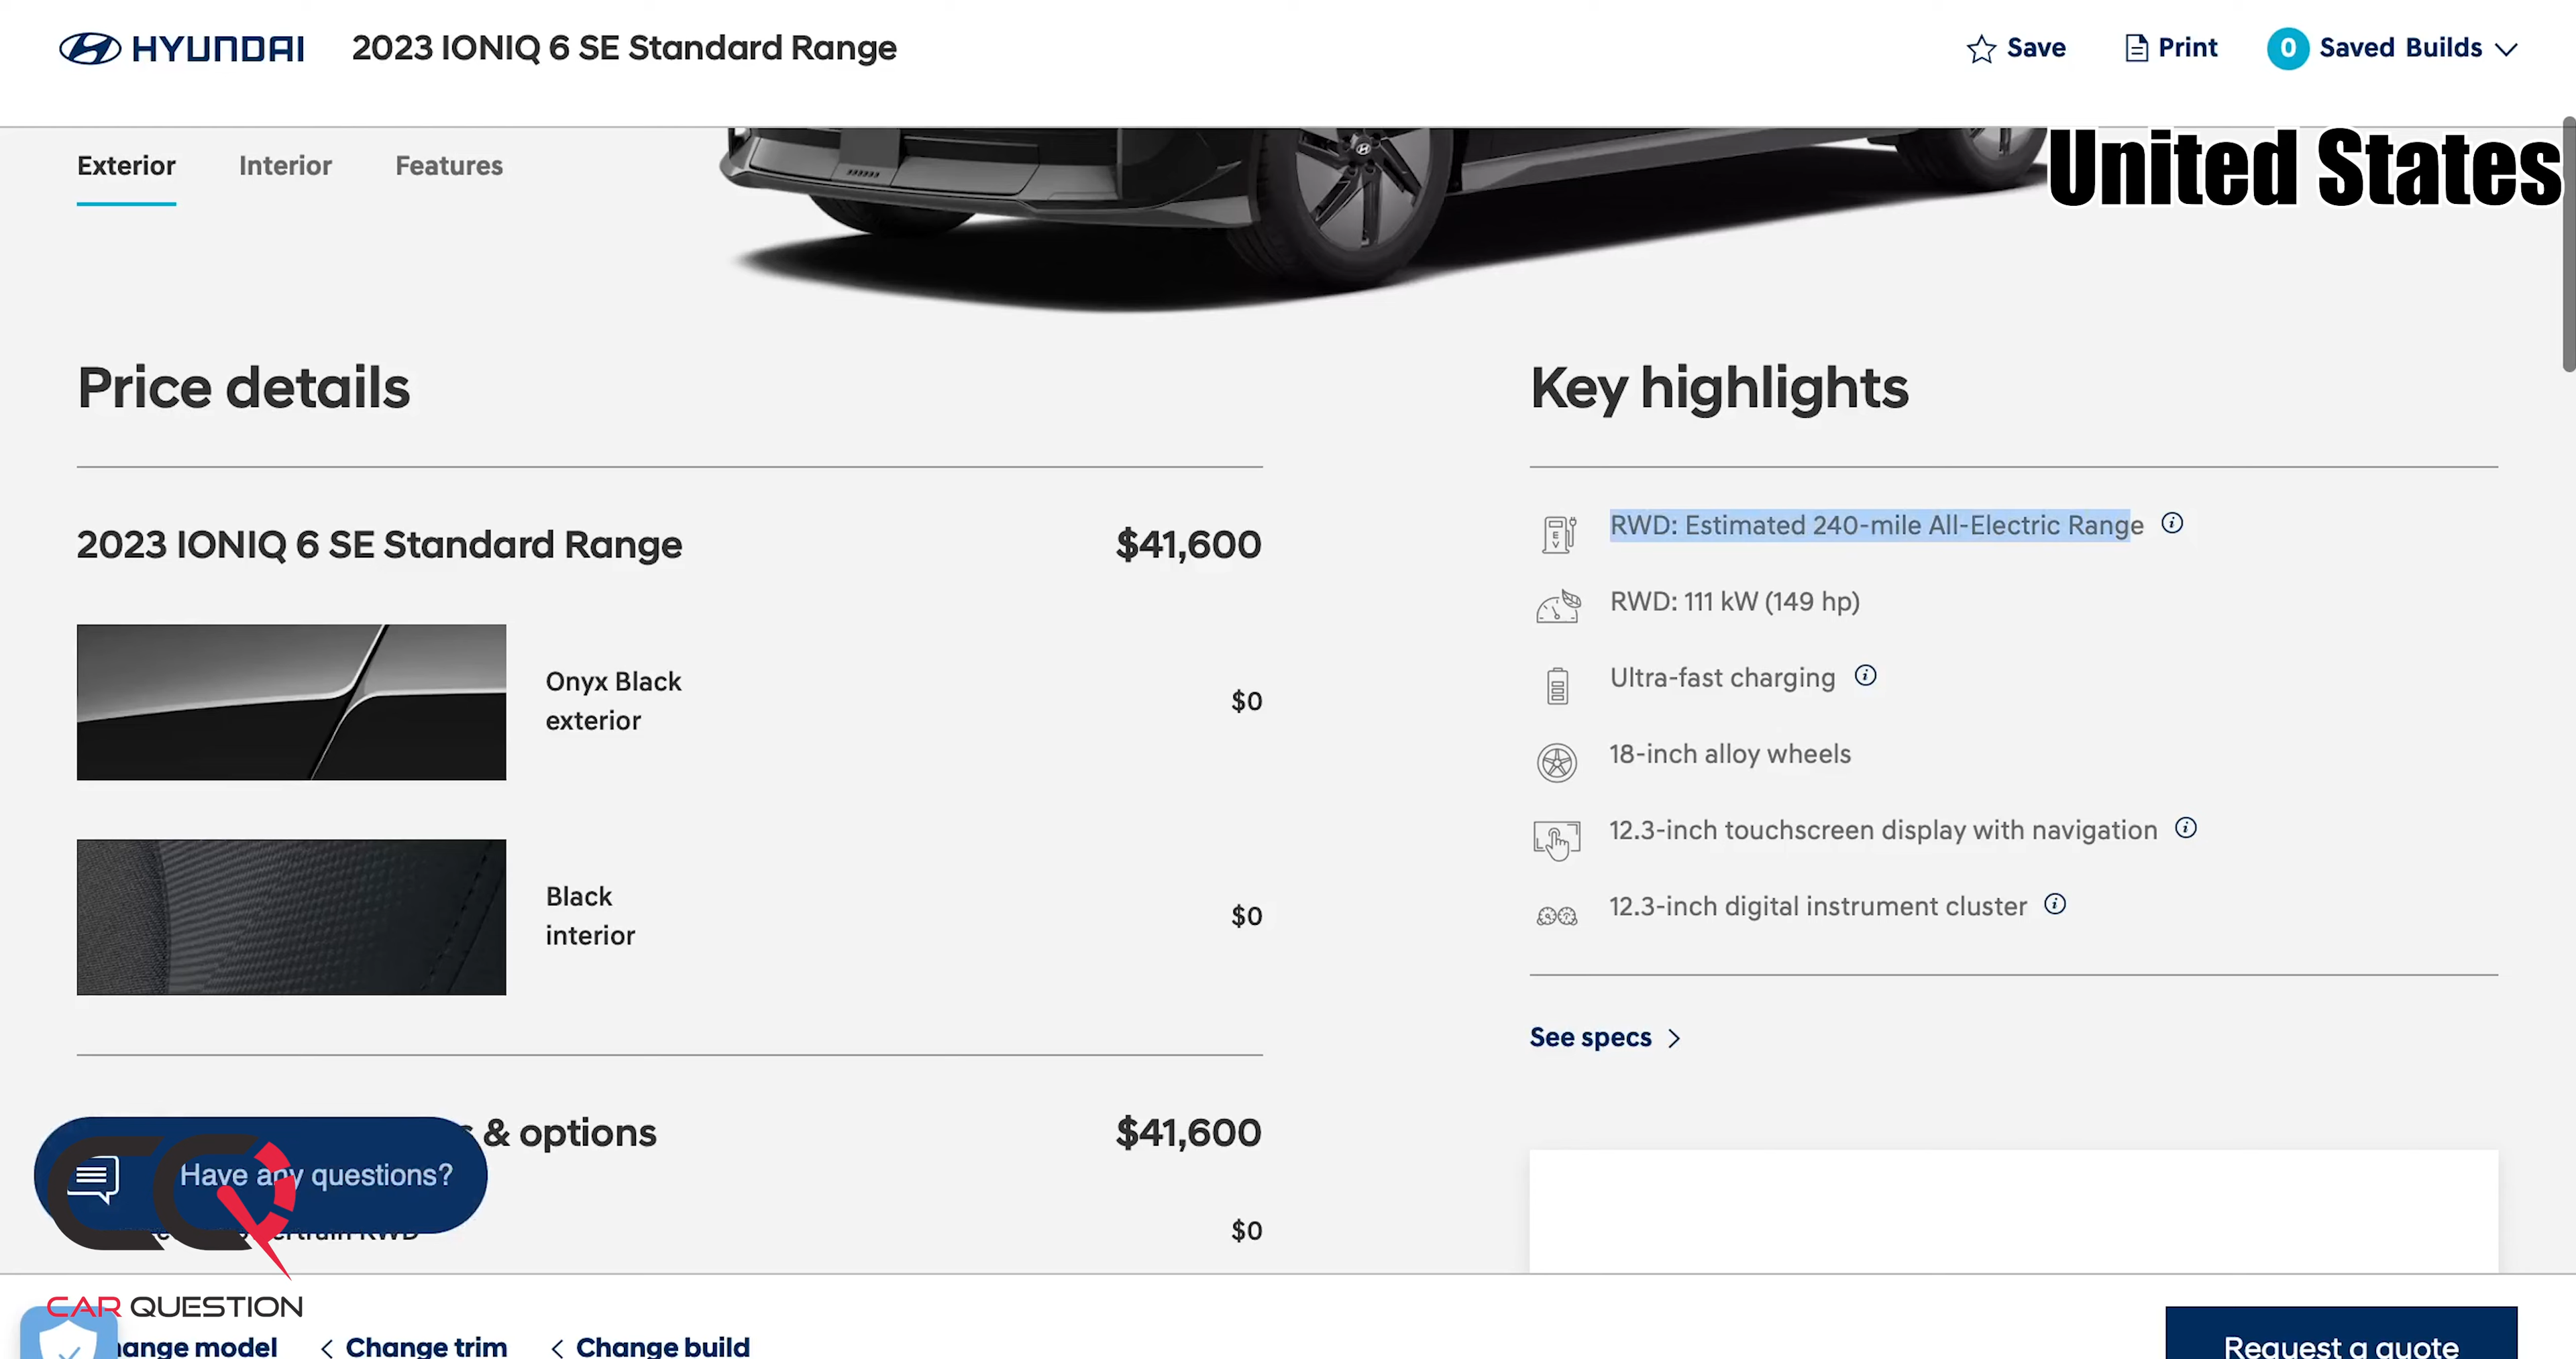 HYUNDAI
2023 IONIQ 6 SE Standard Range
Save
Print
0
Saved Builds
United States
Exterior
Interior
Features
Price details
2023 IONIQ 6 SE Standard Range
$41,600
Onyx Black
exterior
$0
Black
interior
$0
& options
$41,600
Have any questions?
RWD
$0
Key highlights
RWD: Estimated 240-mile All-Electric Range
RWD: 111 kW (149 hp)
Ultra-fast charging
18-inch alloy wheels
12.3-inch touchscreen display with navigation
12.3-inch digital instrument cluster
See specs
CAR QUESTION
hange model
Change trim
Change build
Request a quote